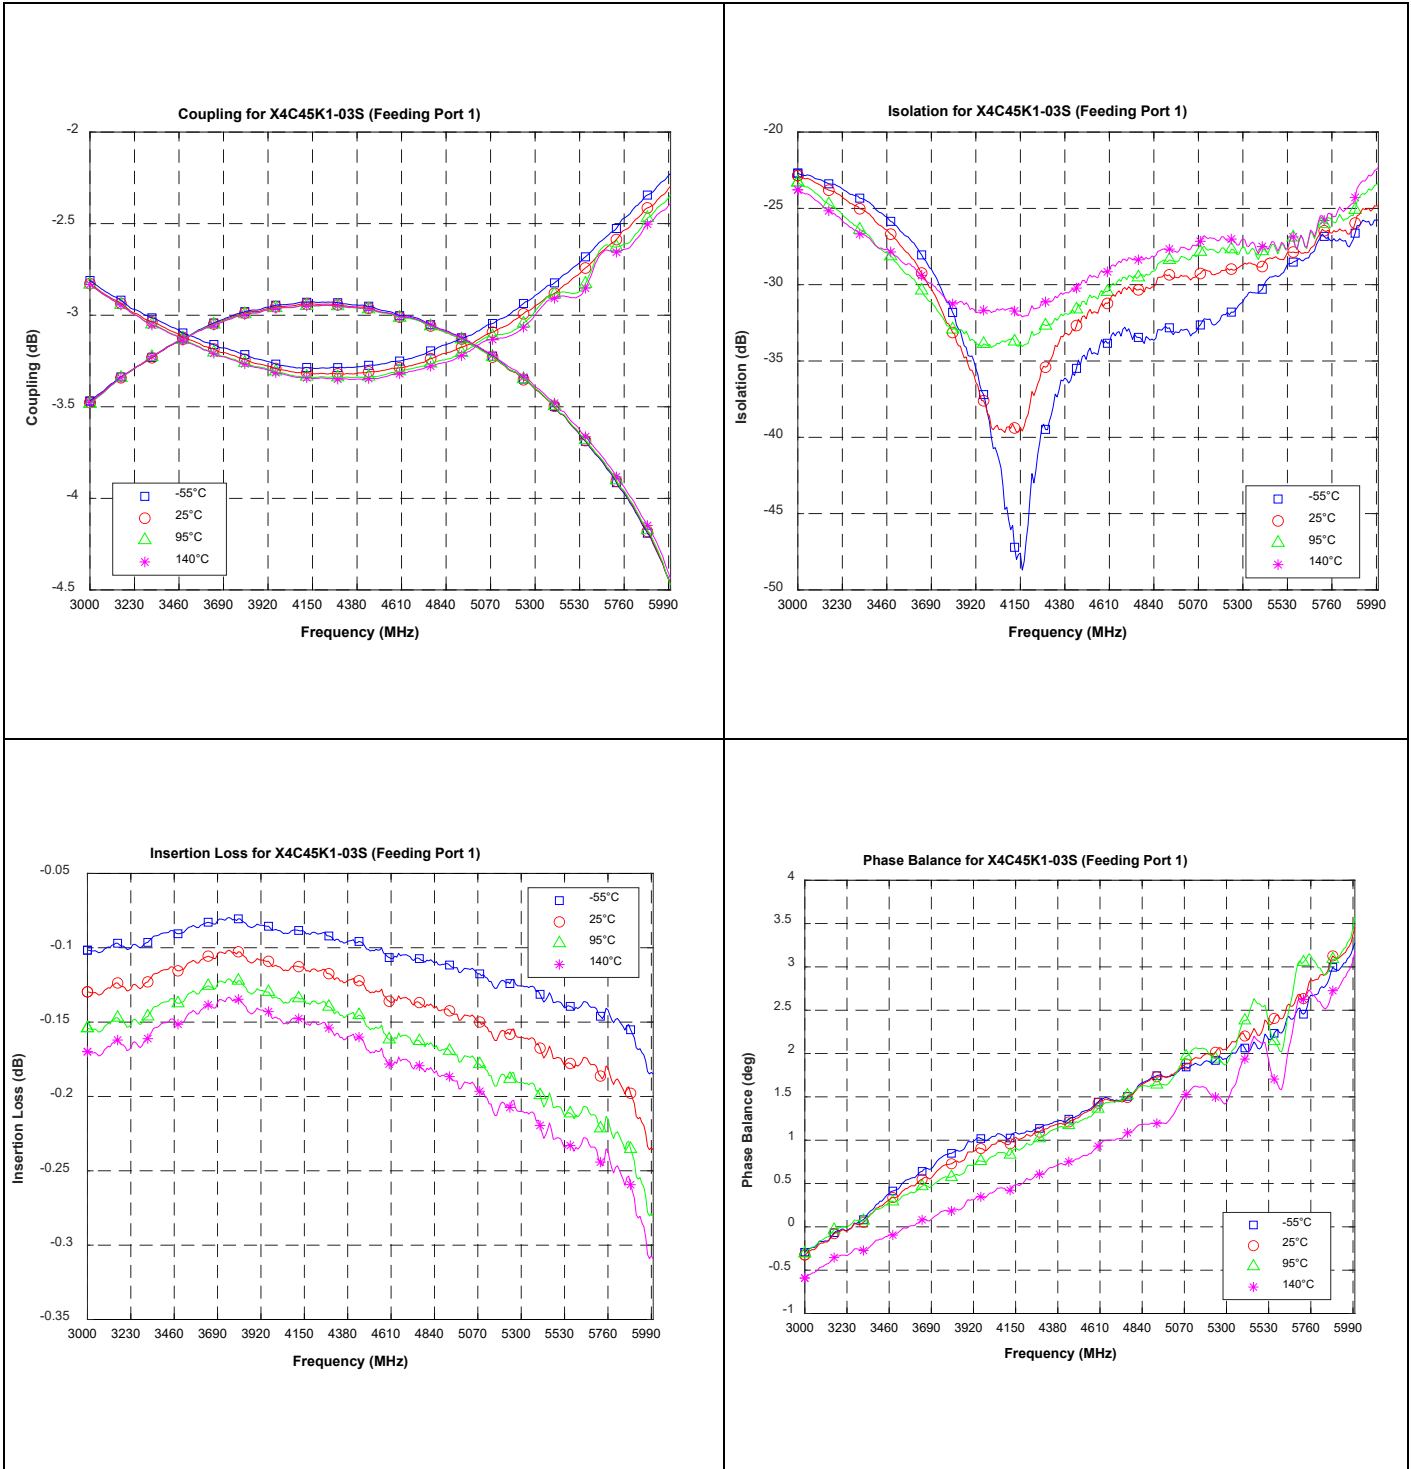 Coupling for X4C45K1-03S (Feeding Port 1)
-2
-2.5
-3
-3.5
-4
-4.5
Coupling (dB)
-55°C
25°C
95°C
140°C
3000 3230 3460 3690 3920 4150 4380 4610 4840 5070 5300 5530 5760 5990
Frequency (MHz)
Isolation for X4C45K1-03S (Feeding Port 1)
-20
-25
-30
-35
-40
-45
-50
Isolation (dB)
-55°C
25°C
95°C
140°C
3000 3230 3460 3690 3920 4150 4380 4610 4840 5070 5300 5530 5760 5990
Frequency (MHz)
Insertion Loss for X4C45K1-03S (Feeding Port 1)
-0.05
-0.1
-0.15
-0.2
-0.25
-0.3
-0.35
Insertion Loss (dB)
-55°C
25°C
95°C
140°C
3000 3230 3460 3690 3920 4150 4380 4610 4840 5070 5300 5530 5760 5990
Frequency (MHz)
Phase Balance for X4C45K1-03S (Feeding Port 1)
4
3.5
3
2.5
2
1.5
1
0.5
0
-0.5
-1
Phase Balance (deg)
-55°C
25°C
95°C
140°C
3000 3230 3460 3690 3920 4150 4380 4610 4840 5070 5300 5530 5760 5990
Frequency (MHz)